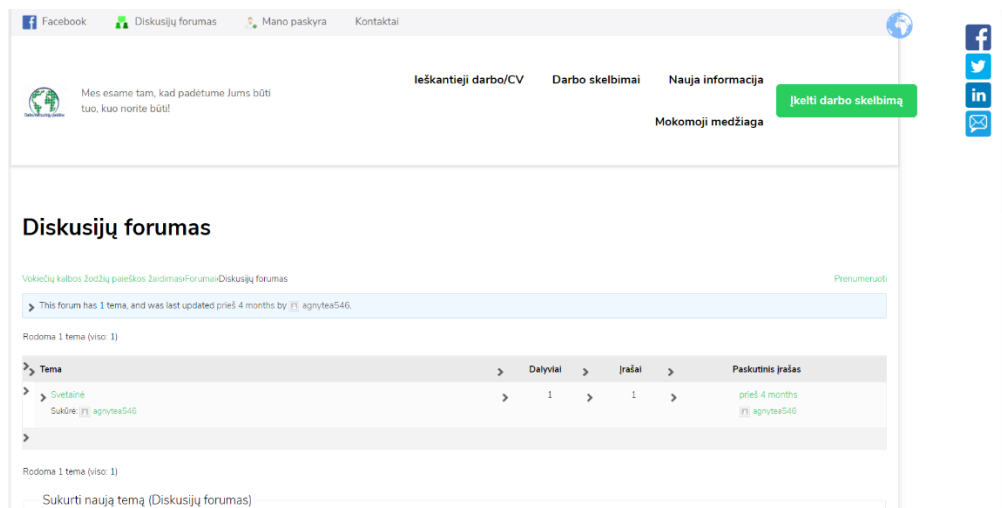 Facebook
Diskusijų forumas
Mano paskyra
Kontaktai
Mes esame tam, kad padėtume Jums būti
tuo, kuo norite būti!
Ieškantieji darbo/CV
Darbo skelbimai
Nauja informacija
Mokomoji medžiaga
Įkelti darbo skelbimą
Diskusijų forumas
Vokiečių kalbos žodžių paieškos žaidimas›Forumai›Diskusijų forumas
Prenumeruoti
This forum has 1 tema, and was last updated prieš 4 months by agnytea546.
Rodoma 1 tema (viso: 1)
Tema Dalyviai Įrašai Paskutinis įrašas
Svetainė 1 1 prieš 4 months
Sukūrė: agnytea546 agnytea546
Rodoma 1 tema (viso: 1)
Sukurti naują temą (Diskusijų forumas)